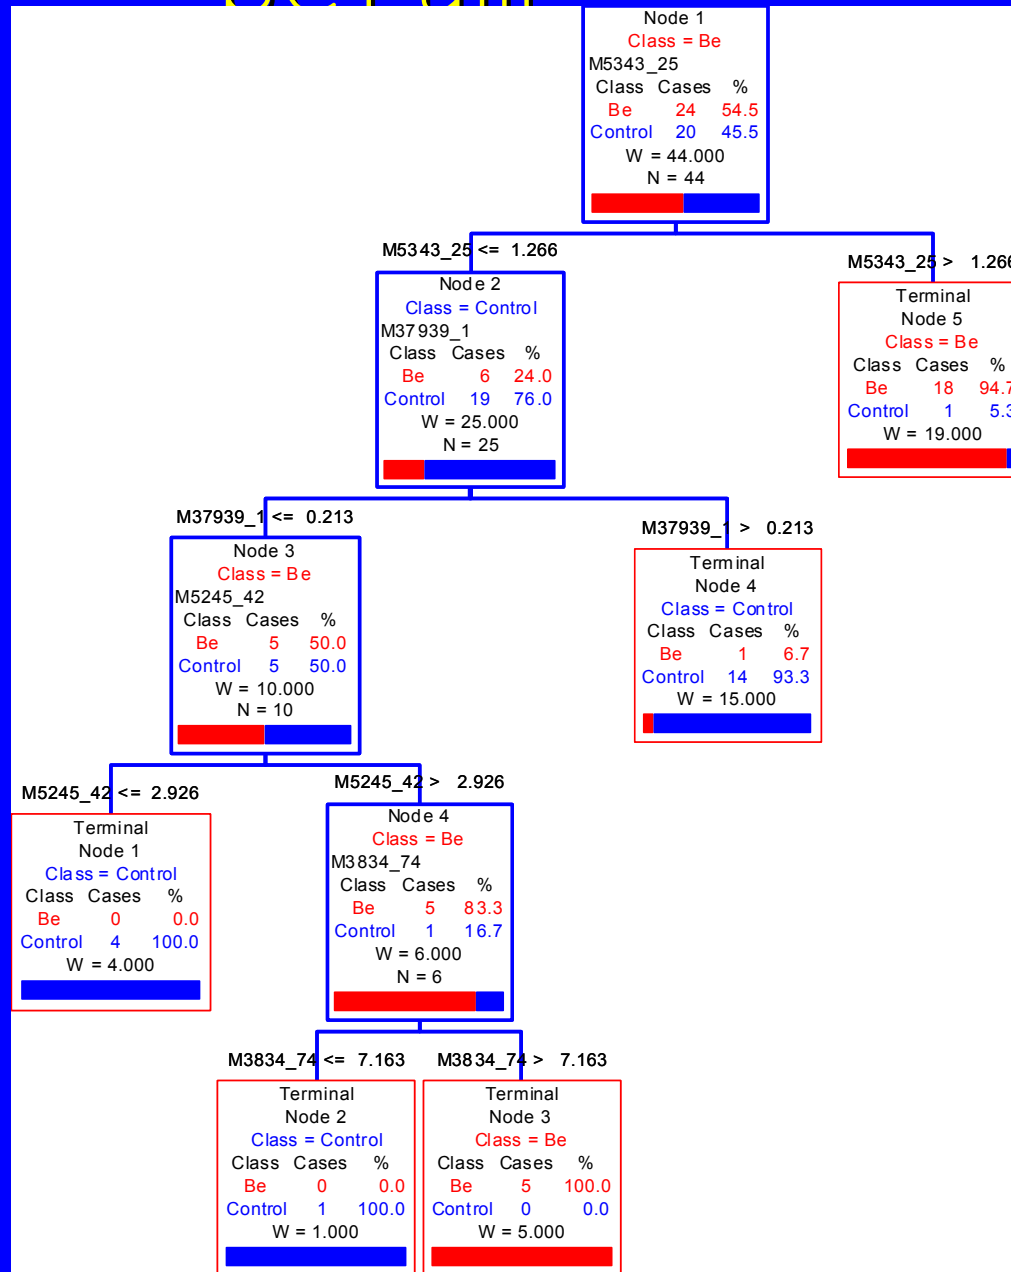 Node 1
Class = Be
M5343_25
Class Cases %
Be 24 54.5
Control 20 45.5
W = 44.000
N = 44
M5343_25 <= 1.266
M5343_25 > 1.266
Node 2
Class = Control
M37939_1
Class Cases %
Be 6 24.0
Control 19 76.0
W = 25.000
N = 25
Terminal
Node 5
Class = Be
Class Cases %
Be 18 94.7
Control 1 5.3
W = 19.000
M37939_1 <= 0.213
M37939_1 > 0.213
Node 3
Class = Be
M5245_42
Class Cases %
Be 5 50.0
Control 5 50.0
W = 10.000
N = 10
Terminal
Node 4
Class = Control
Class Cases %
Be 1 6.7
Control 14 93.3
W = 15.000
M5245_42 <= 2.926
M5245_42 > 2.926
Terminal
Node 1
Class = Control
Class Cases %
Be 0 0.0
Control 4 100.0
W = 4.000
Node 4
Class = Be
M3834_74
Class Cases %
Be 5 83.3
Control 1 16.7
W = 6.000
N = 6
M3834_74 <= 7.163
M3834_74 > 7.163
Terminal
Node 2
Class = Control
Class Cases %
Be 0 0.0
Control 1 100.0
W = 1.000
Terminal
Node 3
Class = Be
Class Cases %
Be 5 100.0
Control 0 0.0
W = 5.000